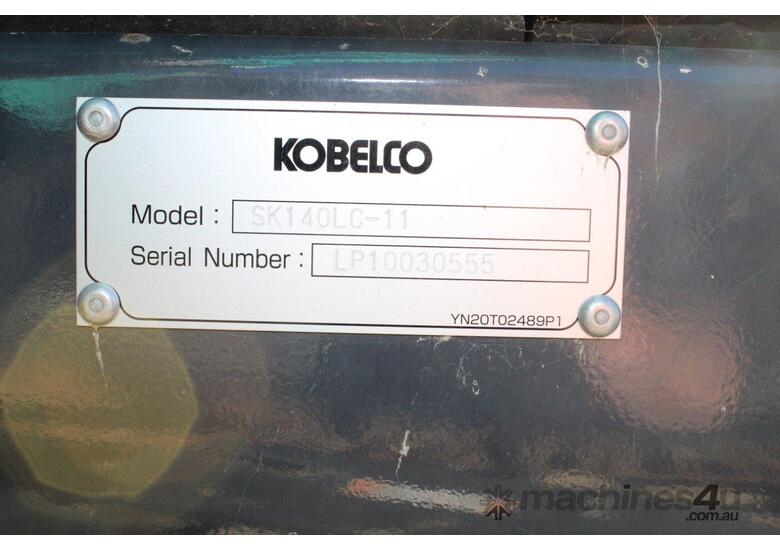 KOBELCO
Model : SK140LC-11
Serial Number : LP10030555
YN20T02489P1
machines4u
.com.au